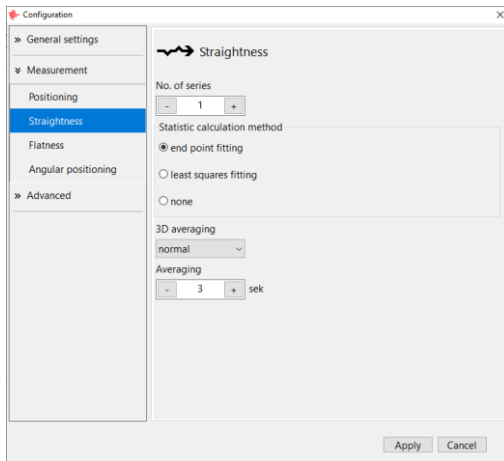 Configuration
General settings
Measurement
Positioning
Straightness
Flatness
Angular positioning
Advanced
Straightness
No. of series
- 1 +
Statistic calculation method
end point fitting
least squares fitting
none
3D averaging
normal
Averaging
- 3 + sek
Apply Cancel